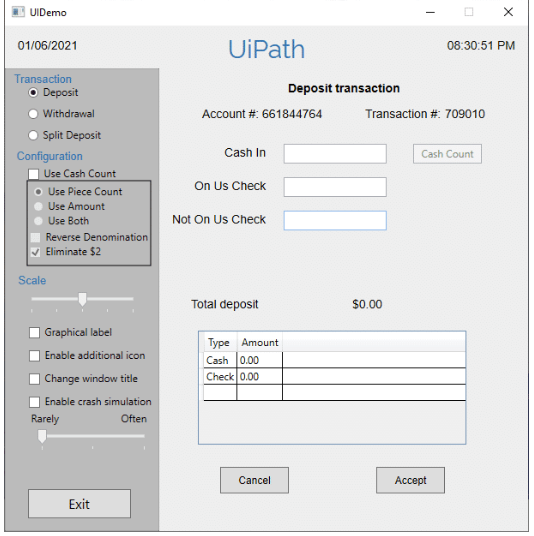 UIDemo
01/06/2021
UiPath
08:30:51 PM
Transaction
Deposit
Withdrawal
Split Deposit
Configuration
Use Cash Count
Use Piece Count
Use Amount
Use Both
Reverse Denomination
Eliminate $2
Scale
Graphical label
Enable additional icon
Change window title
Enable crash simulation
Rarely Often
Exit
Deposit transaction
Account #: 661844764 Transaction #: 709010
Cash In Cash Count
On Us Check
Not On Us Check
Total deposit $0.00
Type Amount
Cash 0.00
Check 0.00
Cancel Accept